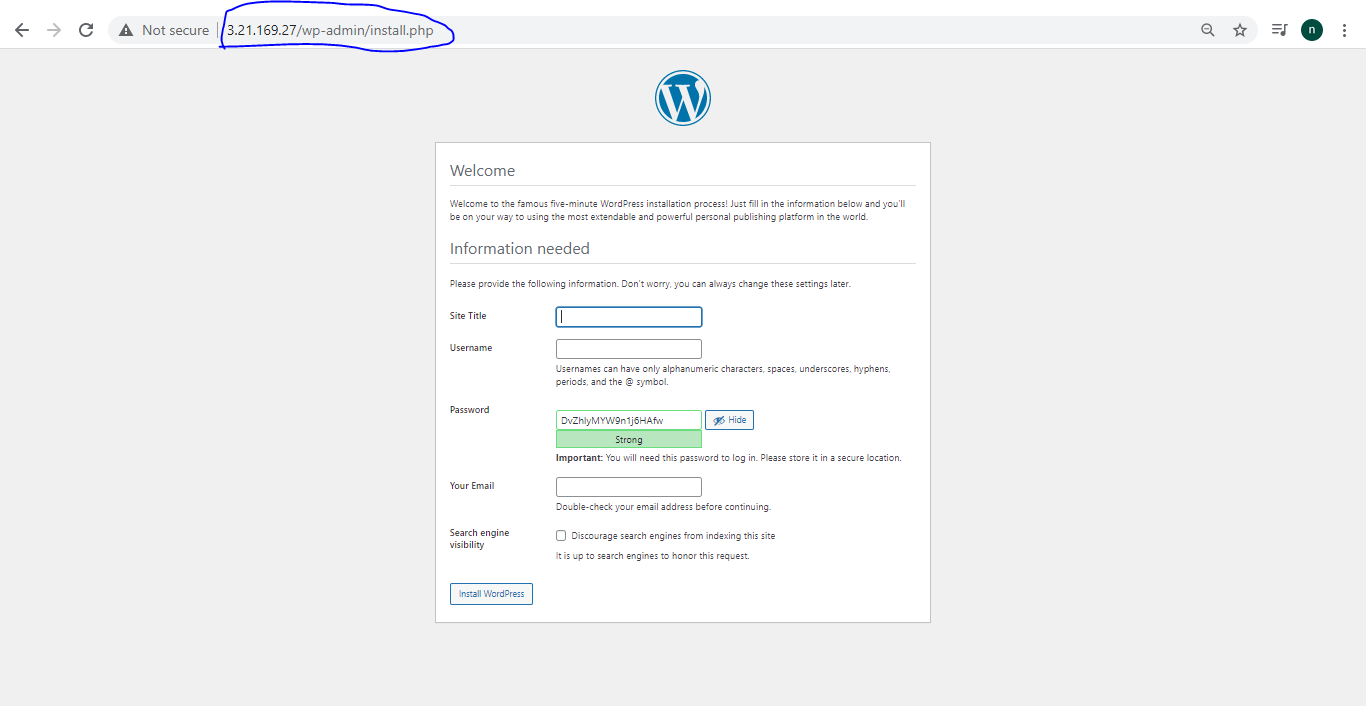 Not secure
3.21.169.27/wp-admin/install.php
n
Welcome
Welcome to the famous five-minute WordPress installation process! Just fill in the information below and you'll
be on your way to using the most extendable and powerful personal publishing platform in the world.
Information needed
Please provide the following information. Don't worry, you can always change these settings later.
Site Title
Username
Usernames can have only alphanumeric characters, spaces, underscores, hyphens,
periods, and the @ symbol.
Password
DvZhlyMYW9n1j6HAfw
Hide
Strong
Important: You will need this password to log in. Please store it in a secure location.
Your Email
Double-check your email address before continuing.
Search engine
visibility
Discourage search engines from indexing this site
It is up to search engines to honor this request.
Install WordPress